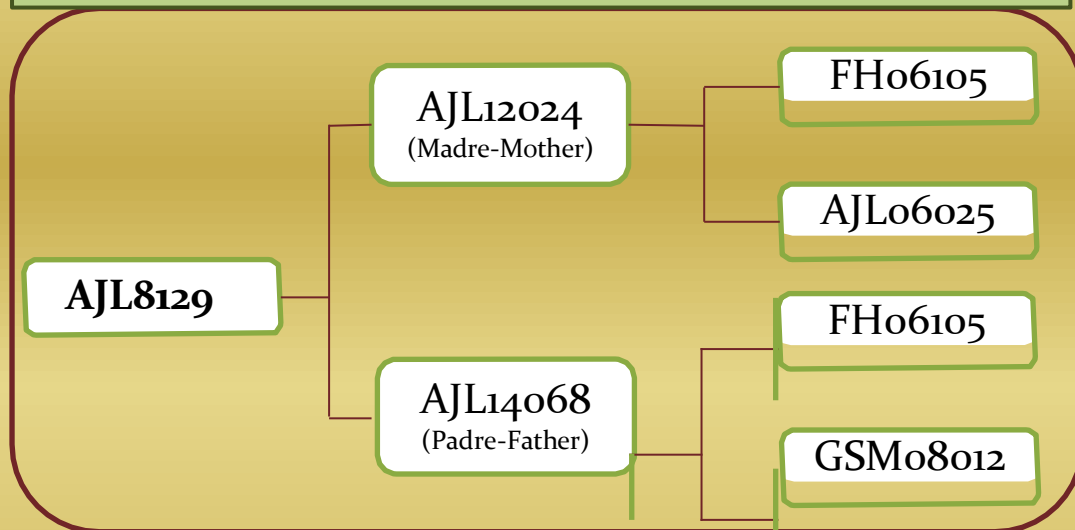 FH06105
AJL12024
(Madre-Mother)
AJL06025
AJL8129
FH06105
AJL14068
(Padre-Father)
GSM08012